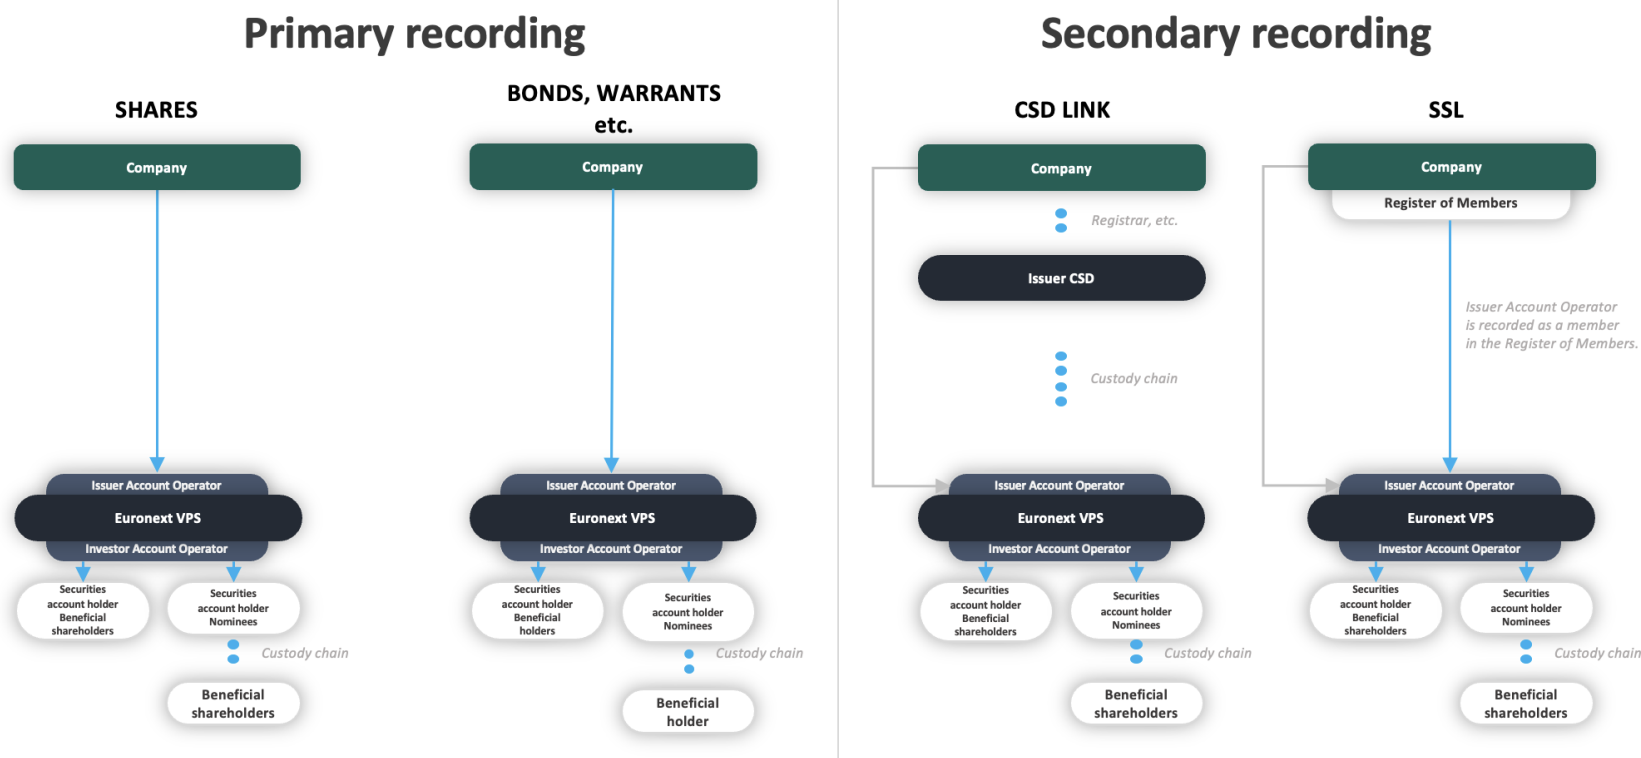 Primary recording
SHARES
Company
Issuer Account Operator
Euronext VPS
Investor Account Operator
Securities
account holder
Beneficial
shareholders
Securities
account holder
Nominees
Custody chain
Beneficial
shareholders
BONDS, WARRANTS
etc.
Company
Issuer Account Operator
Euronext VPS
Investor Account Operator
Securities
account holder
Beneficial
holders
Securities
account holder
Nominees
Custody chain
Beneficial
holder
Secondary recording
CSD LINK
Company
Registrar, etc.
Issuer CSD
Custody chain
Issuer Account Operator
Euronext VPS
Investor Account Operator
Securities
account holder
Beneficial
shareholders
Securities
account holder
Nominees
Custody chain
Beneficial
shareholders
SSL
Company
Register of Members
Issuer Account Operator
is recorded as a member
in the Register of Members.
Issuer Account Operator
Euronext VPS
Investor Account Operator
Securities
account holder
Beneficial
shareholders
Securities
account holder
Nominees
Custody chain
Beneficial
shareholders